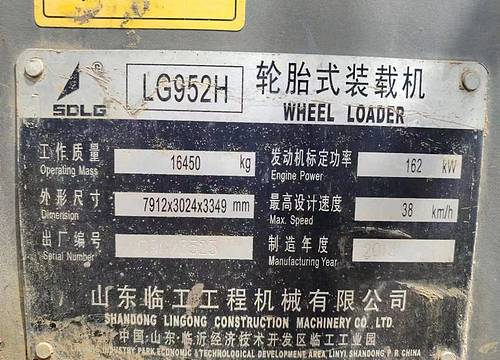 SDLG ® LG952H 轮胎式装载机
WHEEL LOADER
工作质量 16450 kg 发动机标定功率 162 kW
Operating Mass Engine Power
外形尺寸 7912x3024x3349 mm 最高设计速度 38 km/h
Dimension Max. Speed
出厂编号 制造年度
Serial Number Manufacturing Year
山东临工工程机械有限公司
SHANDONG LINGONG CONSTRUCTION MACHINERY CO., LTD.
中国·山东·临沂经济技术开发区临工工业园
INDUSTRY PARK ECONOMIC & TECHNOLOGICAL DEVELOPMENT AREA, LINYI, SHANDONG P R CHINA